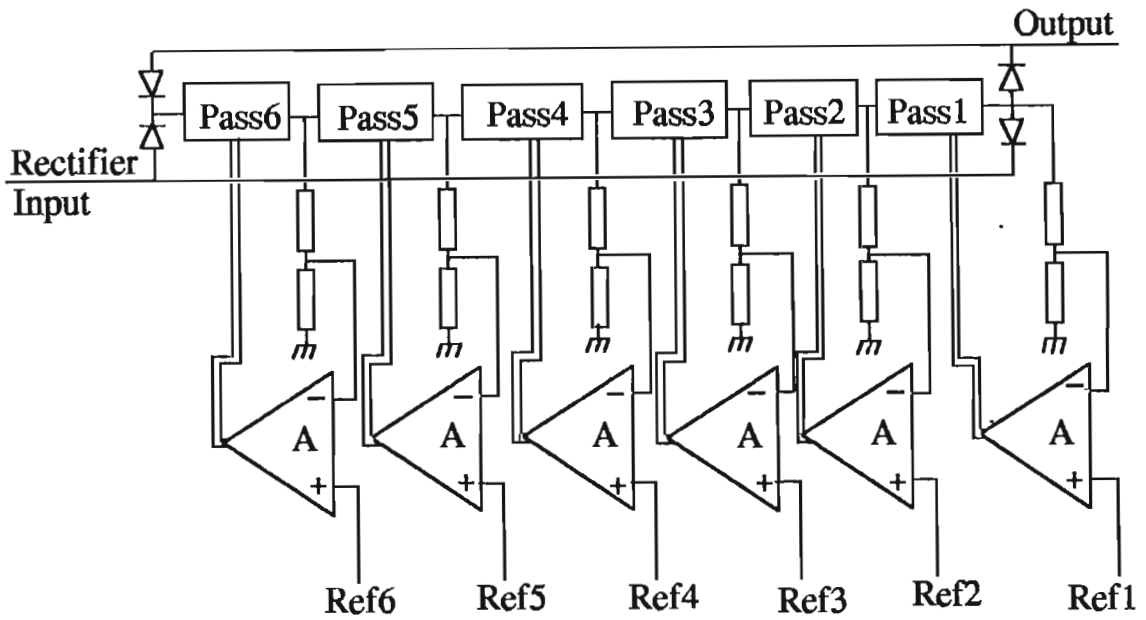 Output
Pass6 Pass5 Pass4 Pass3 Pass2 Pass1
Rectifier
Input
− − − − − −
A A A A A A
+ + + + + +
Ref6 Ref5 Ref4 Ref3 Ref2 Ref1